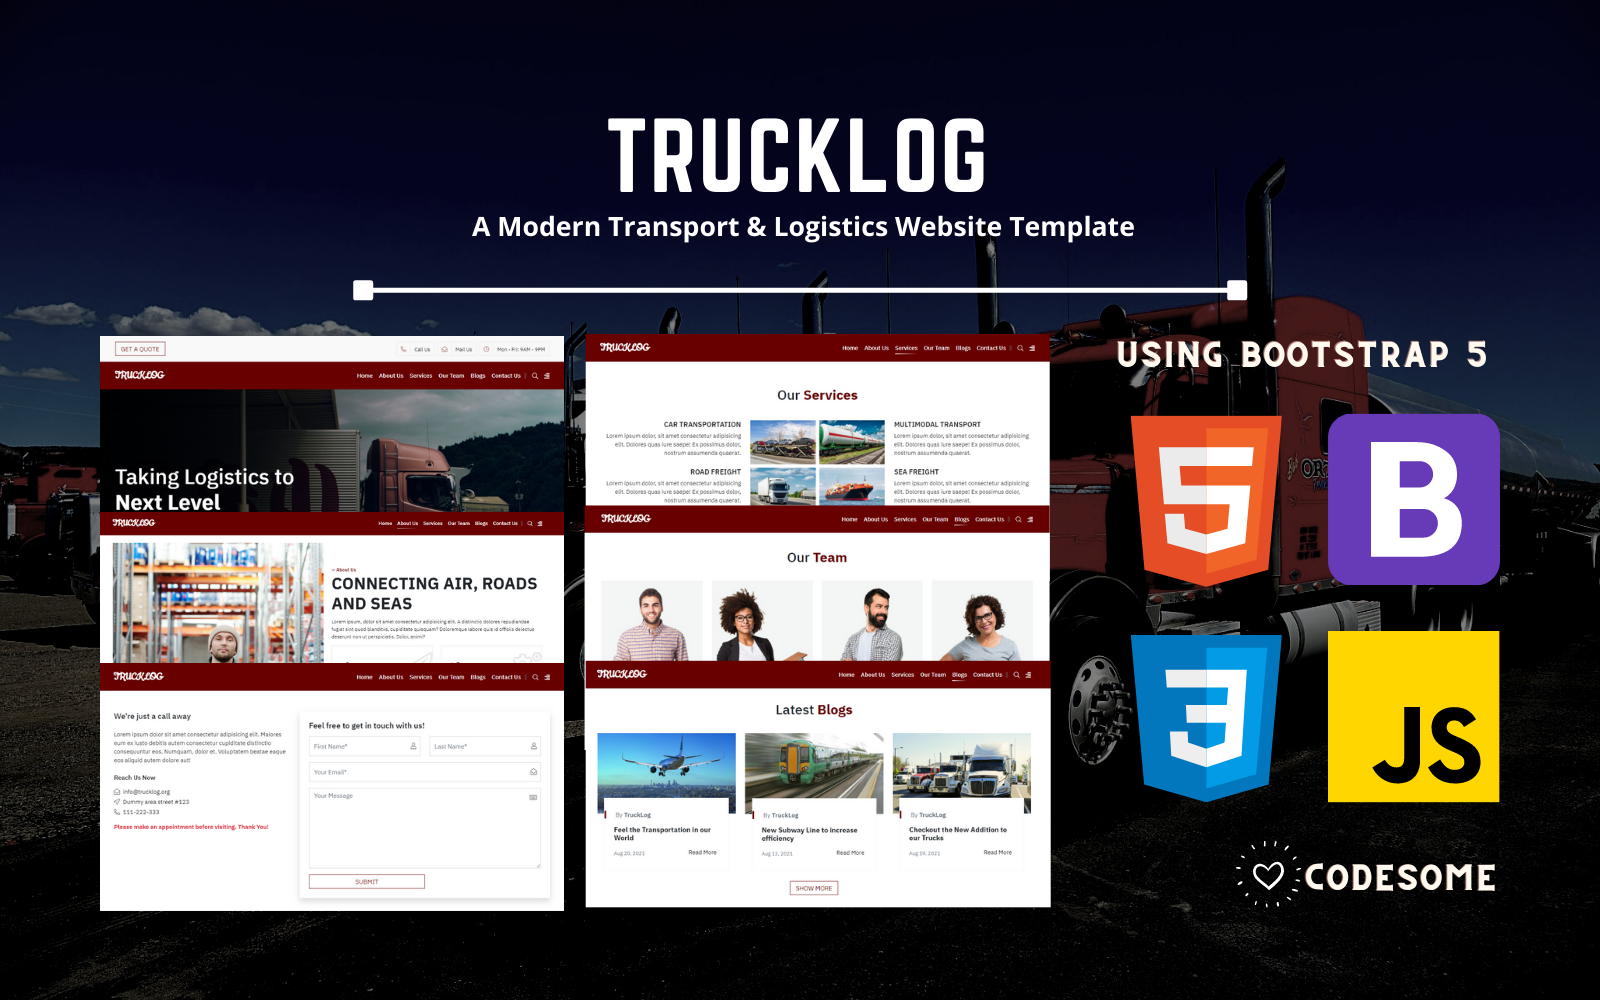 TRUCKLOG
A Modern Transport & Logistics Website Template
GET A QUOTE
Call Us
Mail Us
Mon - Fri: 9AM - 9PM
TRUCKLOG
Home About Us Services Our Team Blogs Contact Us
Taking Logistics to
Next Level
TRUCKLOG
Home About Us Services Our Team Blogs Contact Us
About Us
CONNECTING AIR, ROADS
AND SEAS
Lorem ipsum dolor, sit amet consectetur adipisicing elit. A distinctio dolores repudiandae
fugiat sint quod blanditiis, cupiditate quisquam? Doloremque labore quis id officiis delectus
deserunt non ut perspiciatis. Dolor, enim?
TRUCKLOG
Home About Us Services Our Team Blogs Contact Us
We're just a call away
Lorem ipsum dolor sit amet consectetur adipisicing elit. Maiores
eum ex iusto debitis autem consectetur cupiditate distinctio
consequuntur eos. Numquam, dolor et. Voluptatem beatae eaque
eos aliquid autem dolore aut!
Reach Us Now
info@trucklog.org
Dummy area street #123
111-222-333
Please make an appointment before visiting. Thank You!
Feel free to get in touch with us!
First Name*
Last Name*
Your Email*
Your Message
SUBMIT
TRUCKLOG
Home About Us Services Our Team Blogs Contact Us
Our Services
CAR TRANSPORTATION
Lorem ipsum dolor, sit amet consectetur adipisicing
elit. Dolores quas iure saepe! Ex possimus dolor,
nostrum assumenda quaerat.
MULTIMODAL TRANSPORT
Lorem ipsum dolor, sit amet consectetur adipisicing
elit. Dolores quas iure saepe! Ex possimus dolor,
nostrum assumenda quaerat.
ROAD FREIGHT
Lorem ipsum dolor, sit amet consectetur adipisicing
elit. Dolores quas iure saepe! Ex possimus dolor,
nostrum assumenda quaerat.
SEA FREIGHT
Lorem ipsum dolor, sit amet consectetur adipisicing
elit. Dolores quas iure saepe! Ex possimus dolor,
nostrum assumenda quaerat.
TRUCKLOG
Home About Us Services Our Team Blogs Contact Us
Our Team
TRUCKLOG
Home About Us Services Our Team Blogs Contact Us
Latest Blogs
By TruckLog
Feel the Transportation in our
World
Aug 20, 2021
Read More
By TruckLog
New Subway Line to increase
efficiency
Aug 13, 2021
Read More
By TruckLog
Checkout the New Addition to
our Trucks
Aug 19, 2021
Read More
SHOW MORE
USING BOOTSTRAP 5
5
B
3
JS
CODESOME